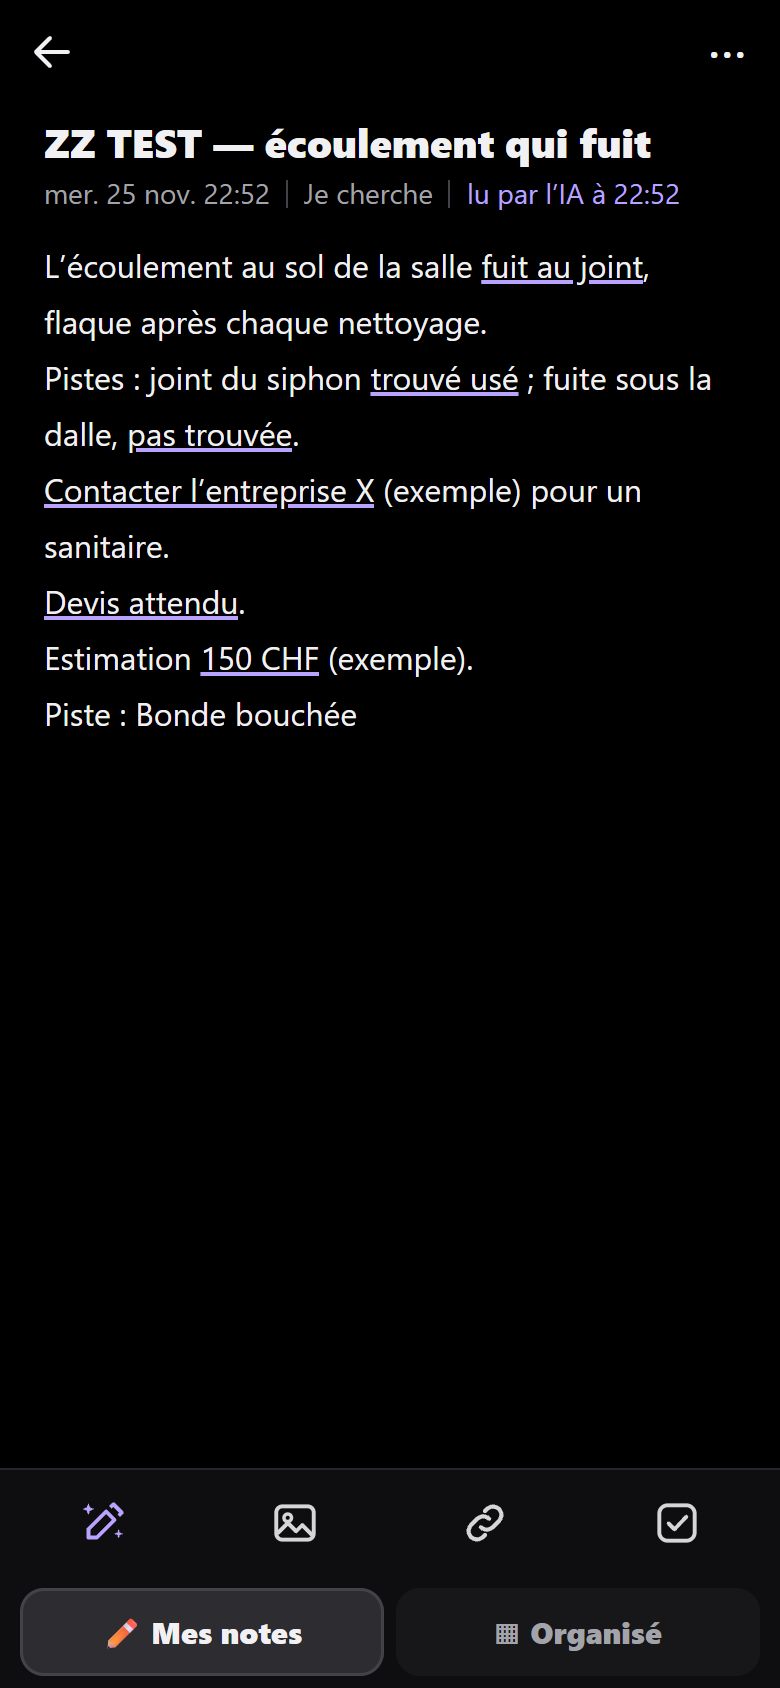 ZZ TEST — écoulement qui fuit
mer. 25 nov. 22:52 | Je cherche | lu par l’IA à 22:52
L’écoulement au sol de la salle fuit au joint,
flaque après chaque nettoyage.
Pistes : joint du siphon trouvé usé ; fuite sous la
dalle, pas trouvée.
Contacter l’entreprise X (exemple) pour un
sanitaire.
Devis attendu.
Estimation 150 CHF (exemple).
Piste : Bonde bouchée
Mes notes
Organisé